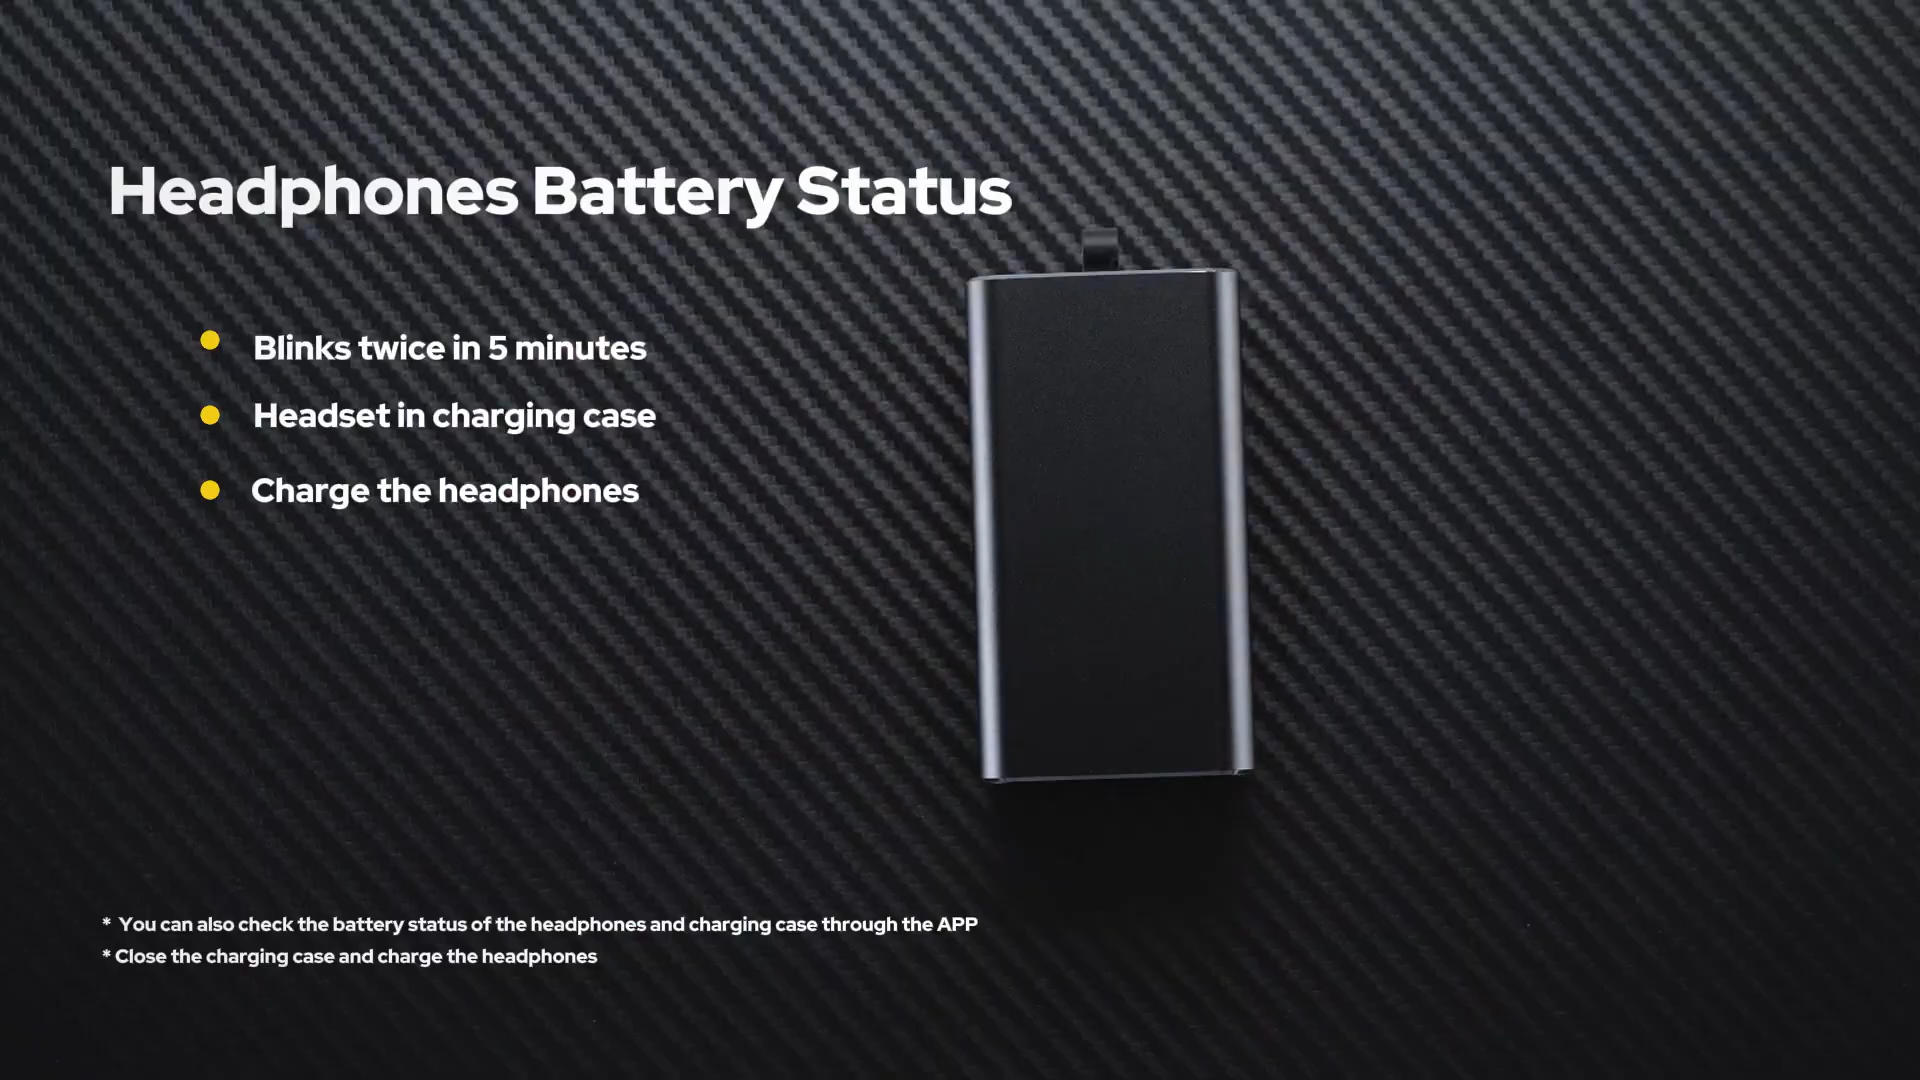 Headphones Battery Status
Blinks twice in 5 minutes
Headset in charging case
Charge the headphones
* You can also check the battery status of the headphones and charging case through the APP
* Close the charging case and charge the headphones